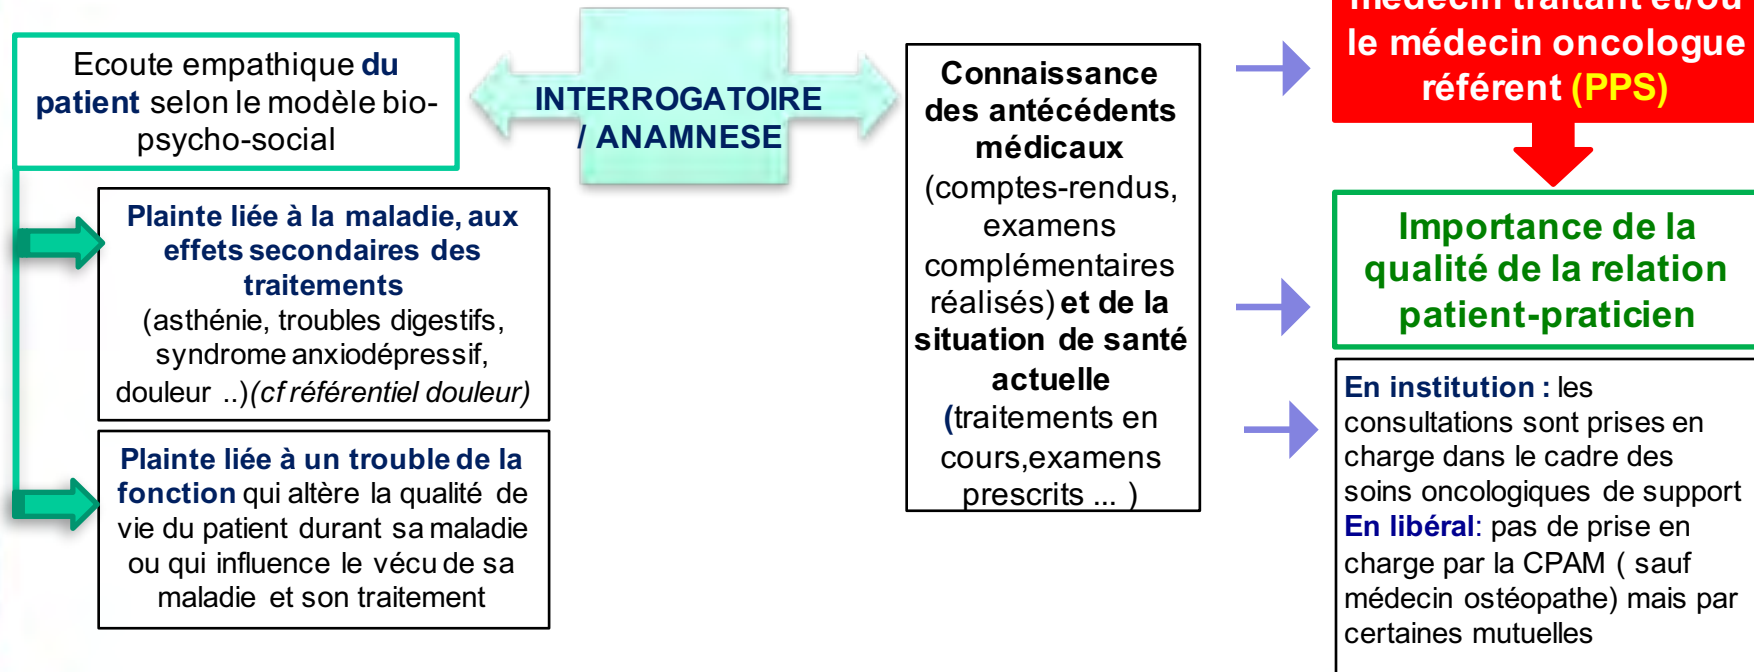 Ecoute empathique du
patient selon le modèle bio-
psycho-social
Plainte liée à la maladie, aux
effets secondaires des
traitements
(asthénie, troubles digestifs,
syndrome anxiodépressif,
douleur ..)(cf référentiel douleur)
Plainte liée à un trouble de la
fonction qui altère la qualité de
vie du patient durant sa maladie
ou qui influence le vécu de sa
maladie et son traitement
INTERROGATOIRE
/ ANAMNESE
Connaissance
des antécédents
médicaux
(comptes-rendus,
examens
complémentaires
réalisés) et de la
situation de santé
actuelle
(traitements en
cours,examens
prescrits ... )
médecin traitant et/ou
le médecin oncologue
référent (PPS)
Importance de la
qualité de la relation
patient-praticien
En institution : les
consultations sont prises en
charge dans le cadre des
soins oncologiques de support
En libéral: pas de prise en
charge par la CPAM ( sauf
médecin ostéopathe) mais par
certaines mutuelles